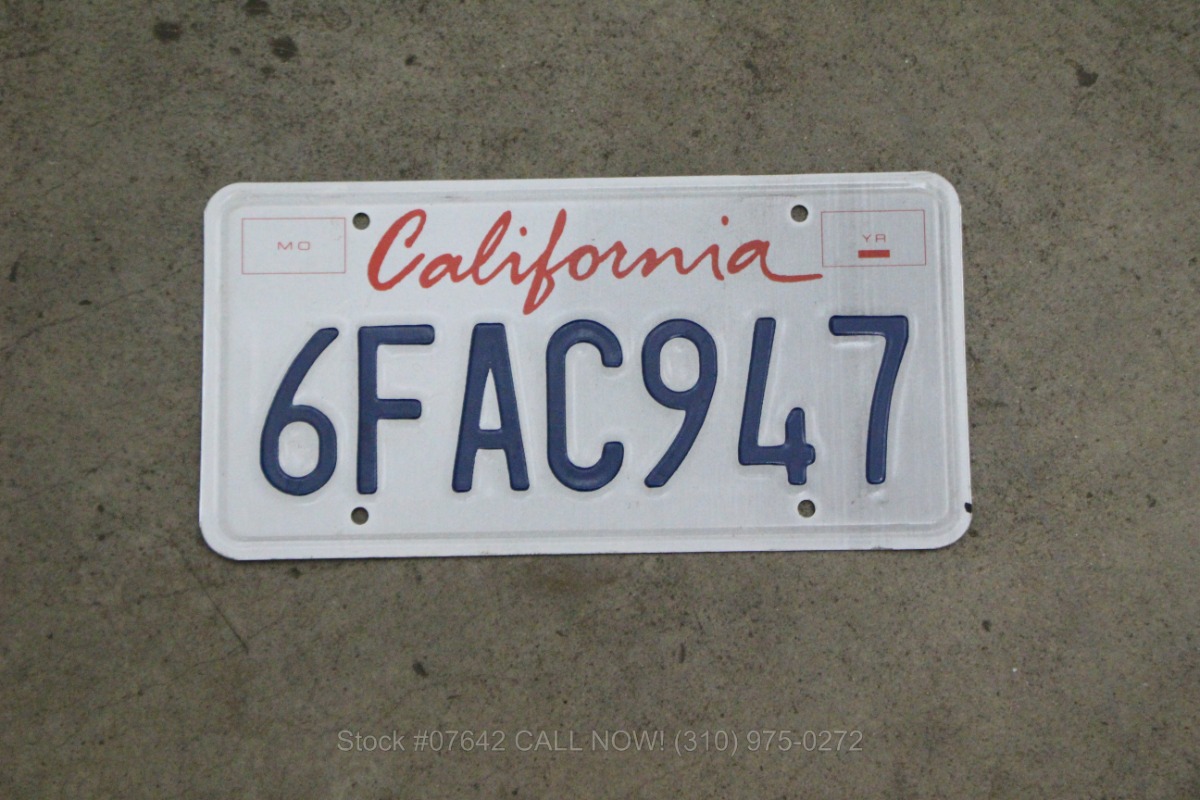 MO
California
YR
6FAC947
Stock #07642 CALL NOW! (310) 975-0272